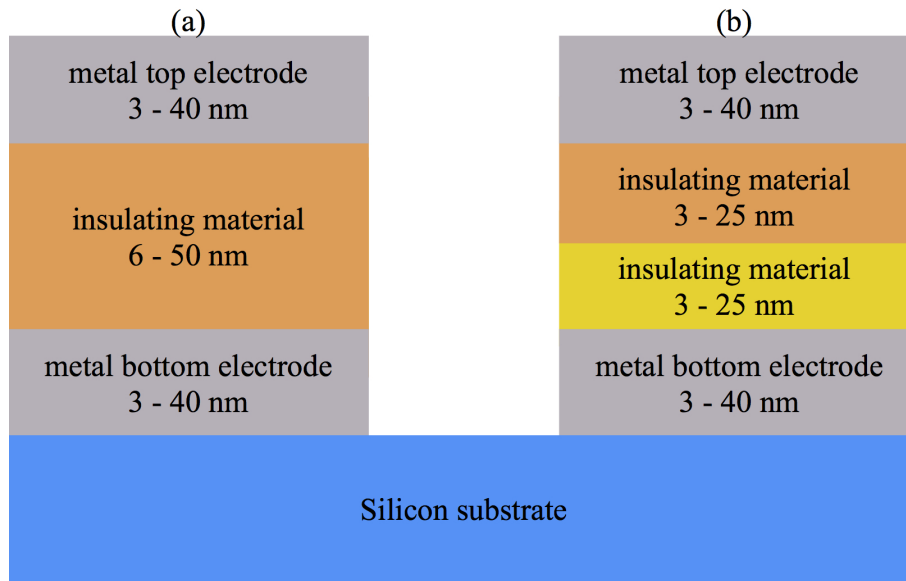 (a)
metal top electrode
3 - 40 nm
insulating material
6 - 50 nm
metal bottom electrode
3 - 40 nm
(b)
metal top electrode
3 - 40 nm
insulating material
3 - 25 nm
insulating material
3 - 25 nm
metal bottom electrode
3 - 40 nm
Silicon substrate